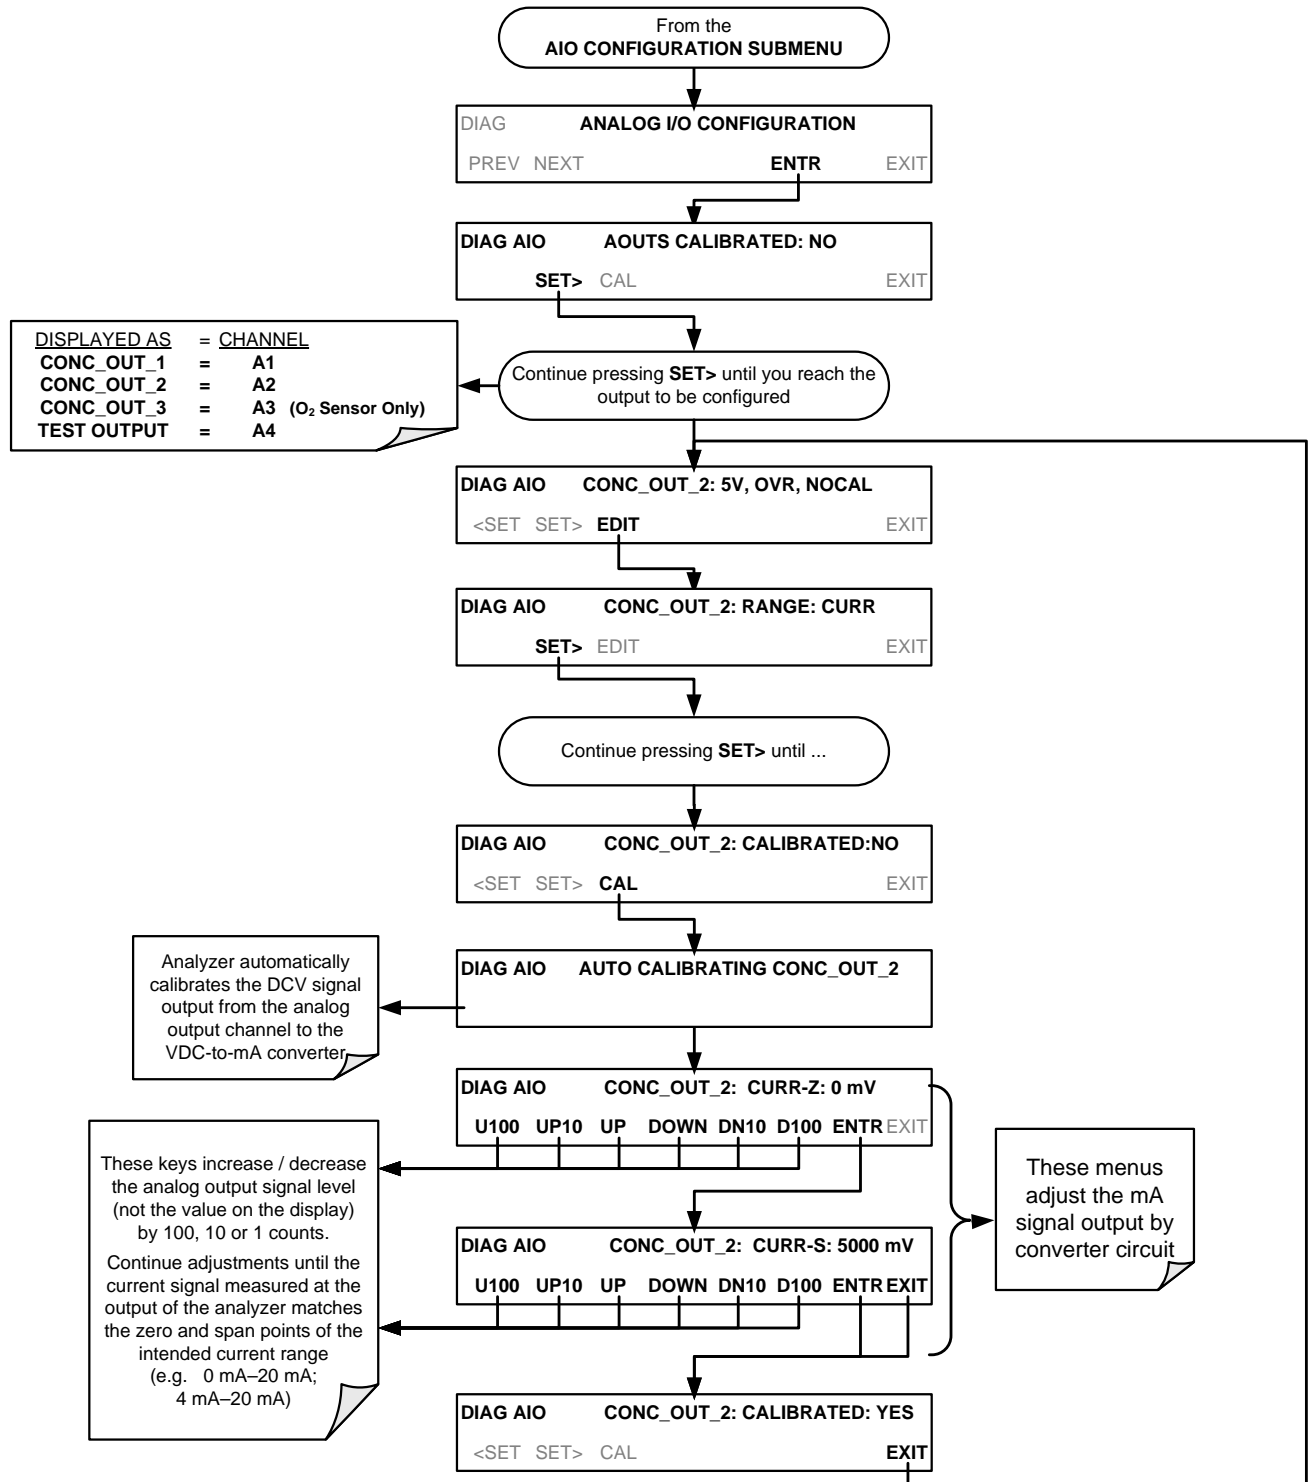 From the
AIO CONFIGURATION SUBMENU
DIAG ANALOG I/O CONFIGURATION
PREV NEXT ENTR EXIT
DIAG AIO AOUTS CALIBRATED: NO
SET> CAL EXIT
DISPLAYED AS = CHANNEL
CONC_OUT_1 = A1
CONC_OUT_2 = A2
CONC_OUT_3 = A3 (O₂ Sensor Only)
TEST OUTPUT = A4
Continue pressing SET> until you reach the
output to be configured
DIAG AIO CONC_OUT_2: 5V, OVR, NOCAL
<SET SET> EDIT EXIT
DIAG AIO CONC_OUT_2: RANGE: CURR
SET> EDIT EXIT
Continue pressing SET> until ...
DIAG AIO CONC_OUT_2: CALIBRATED:NO
<SET SET> CAL EXIT
Analyzer automatically
calibrates the DCV signal
output from the analog
output channel to the
VDC-to-mA converter
DIAG AIO AUTO CALIBRATING CONC_OUT_2
DIAG AIO CONC_OUT_2: CURR-Z: 0 mV
U100 UP10 UP DOWN DN10 D100 ENTR EXIT
These keys increase / decrease
the analog output signal level
(not the value on the display)
by 100, 10 or 1 counts.
Continue adjustments until the
current signal measured at the
output of the analyzer matches
the zero and span points of the
intended current range
(e.g. 0 mA–20 mA;
4 mA–20 mA)
These menus
adjust the mA
signal output by
converter circuit
DIAG AIO CONC_OUT_2: CURR-S: 5000 mV
U100 UP10 UP DOWN DN10 D100 ENTR EXIT
DIAG AIO CONC_OUT_2: CALIBRATED: YES
<SET SET> CAL EXIT